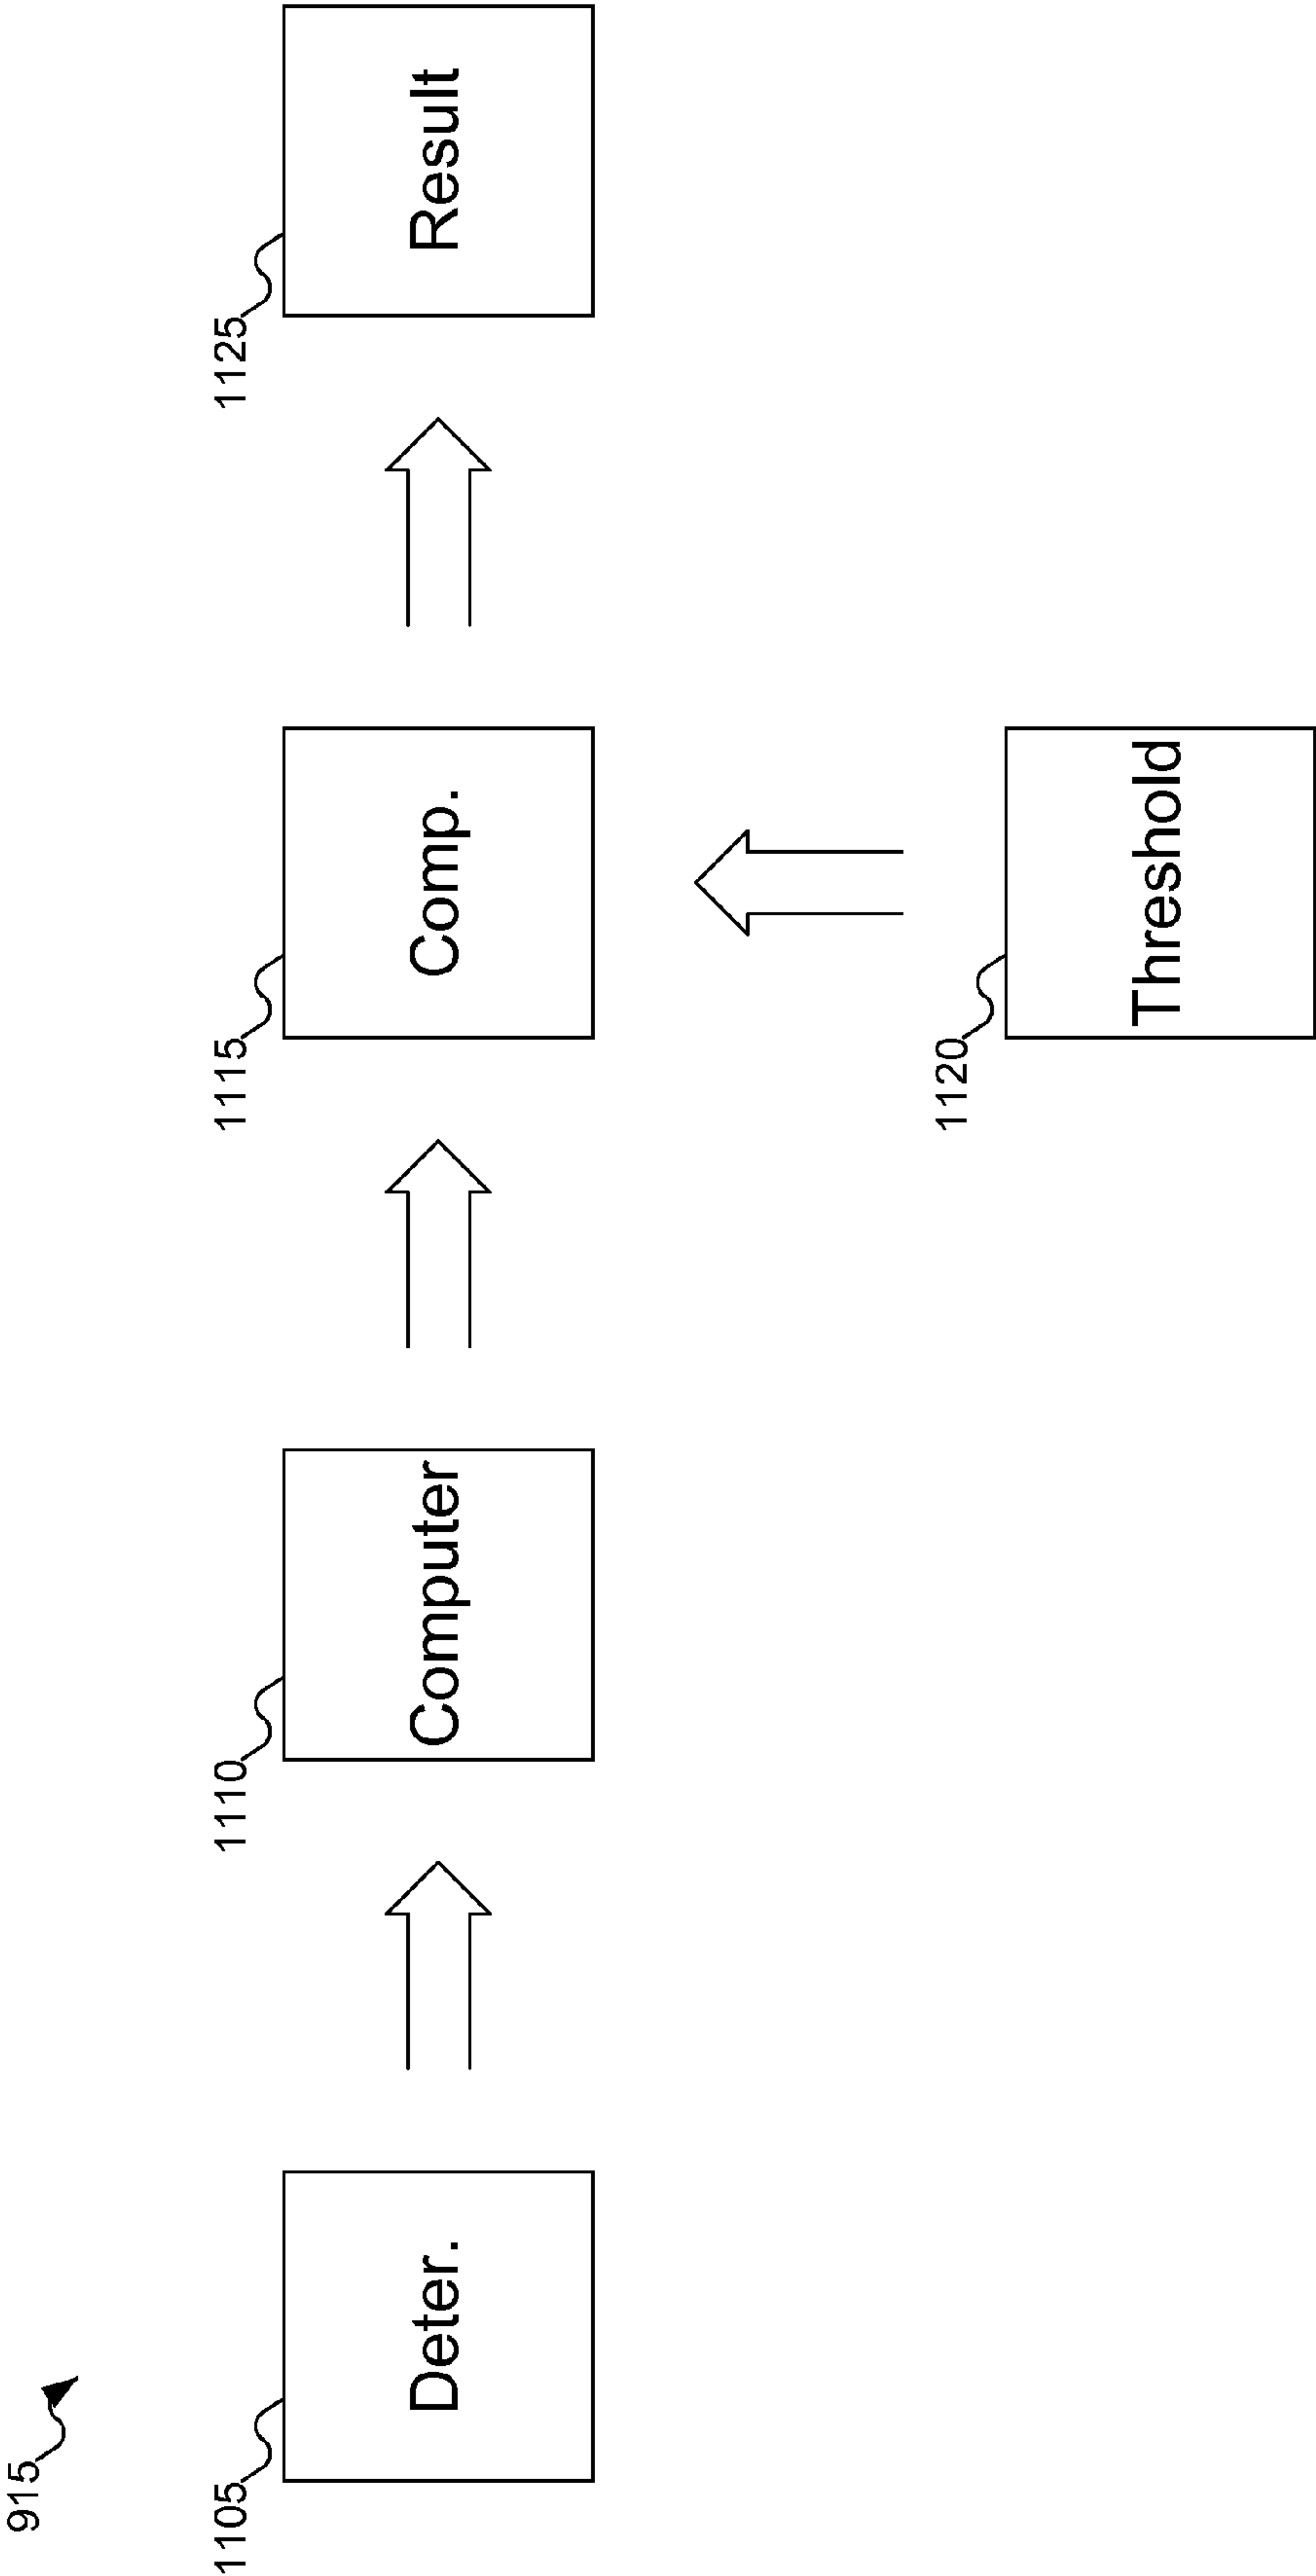 915
1105
Deter.
1110
Computer
1115
Comp.
1125
Result
1120
Threshold